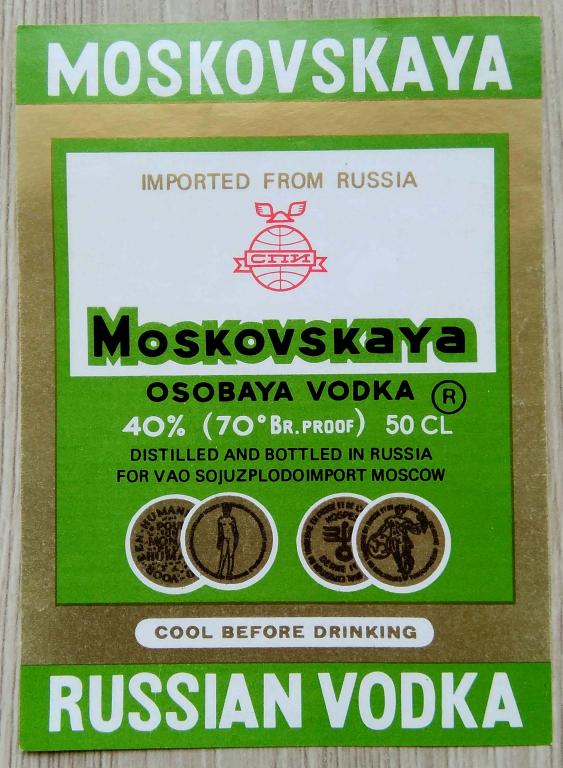 MOSKOVSKAYA
IMPORTED FROM RUSSIA
СПИ
Moskovskaya
OSOBAYA VODKA ®
40% (70° BR. PROOF) 50 CL
DISTILLED AND BOTTLED IN RUSSIA
FOR VAO SOJUZPLODOIMPORT MOSCOW
COOL BEFORE DRINKING
RUSSIAN VODKA